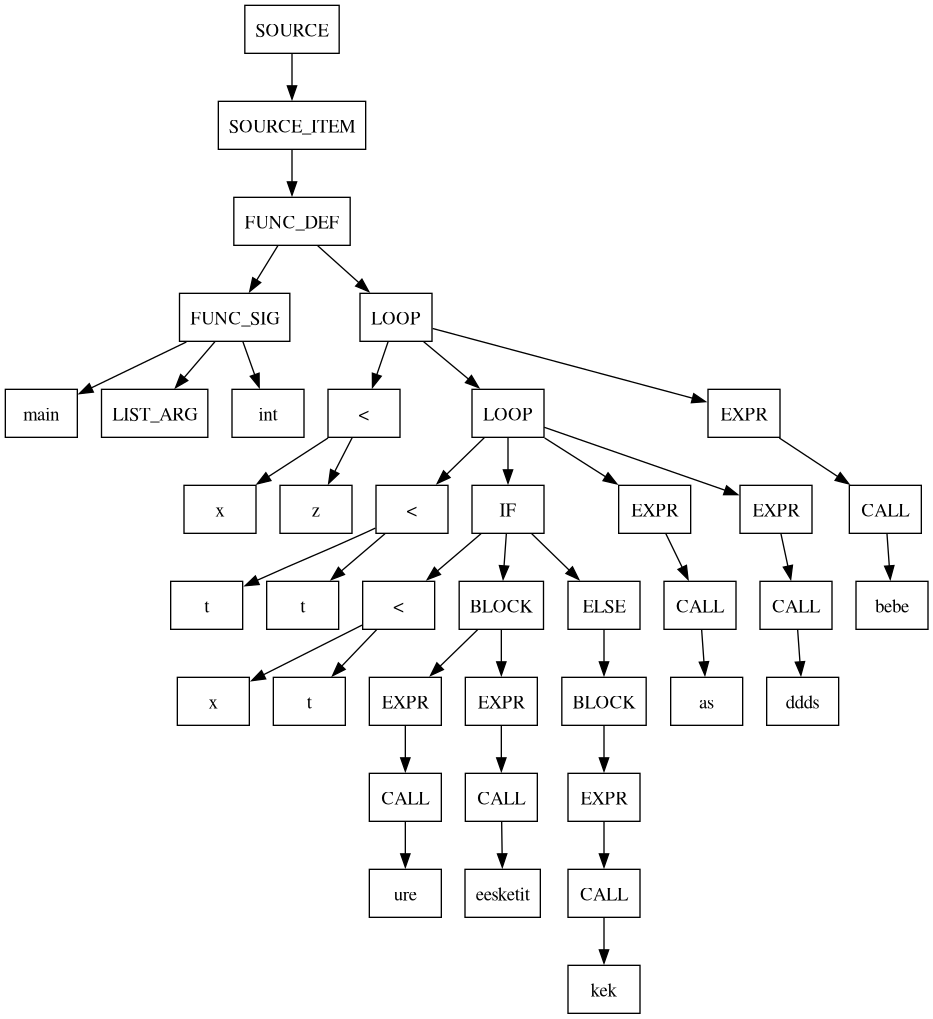 SOURCE
SOURCE_ITEM
FUNC_DEF
FUNC_SIG LOOP
main LIST_ARG int < LOOP EXPR
x z < IF EXPR EXPR CALL
t t < BLOCK ELSE CALL CALL bebe
x t EXPR EXPR BLOCK as ddds
CALL CALL EXPR
ure eesketit CALL
kek